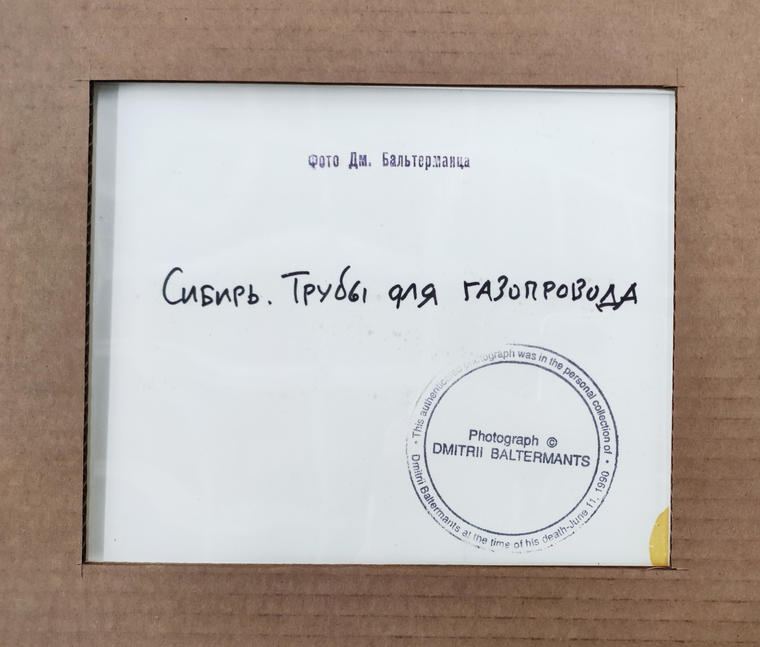 Фото Дм. Бальтерманца
Сибирь. Трубы для газопровода
This authenticated photograph was in the personal collection of
Photograph ©
DMITRII BALTERMANTS
Dmitrii Baltermants at the time of his death-June 11, 1990